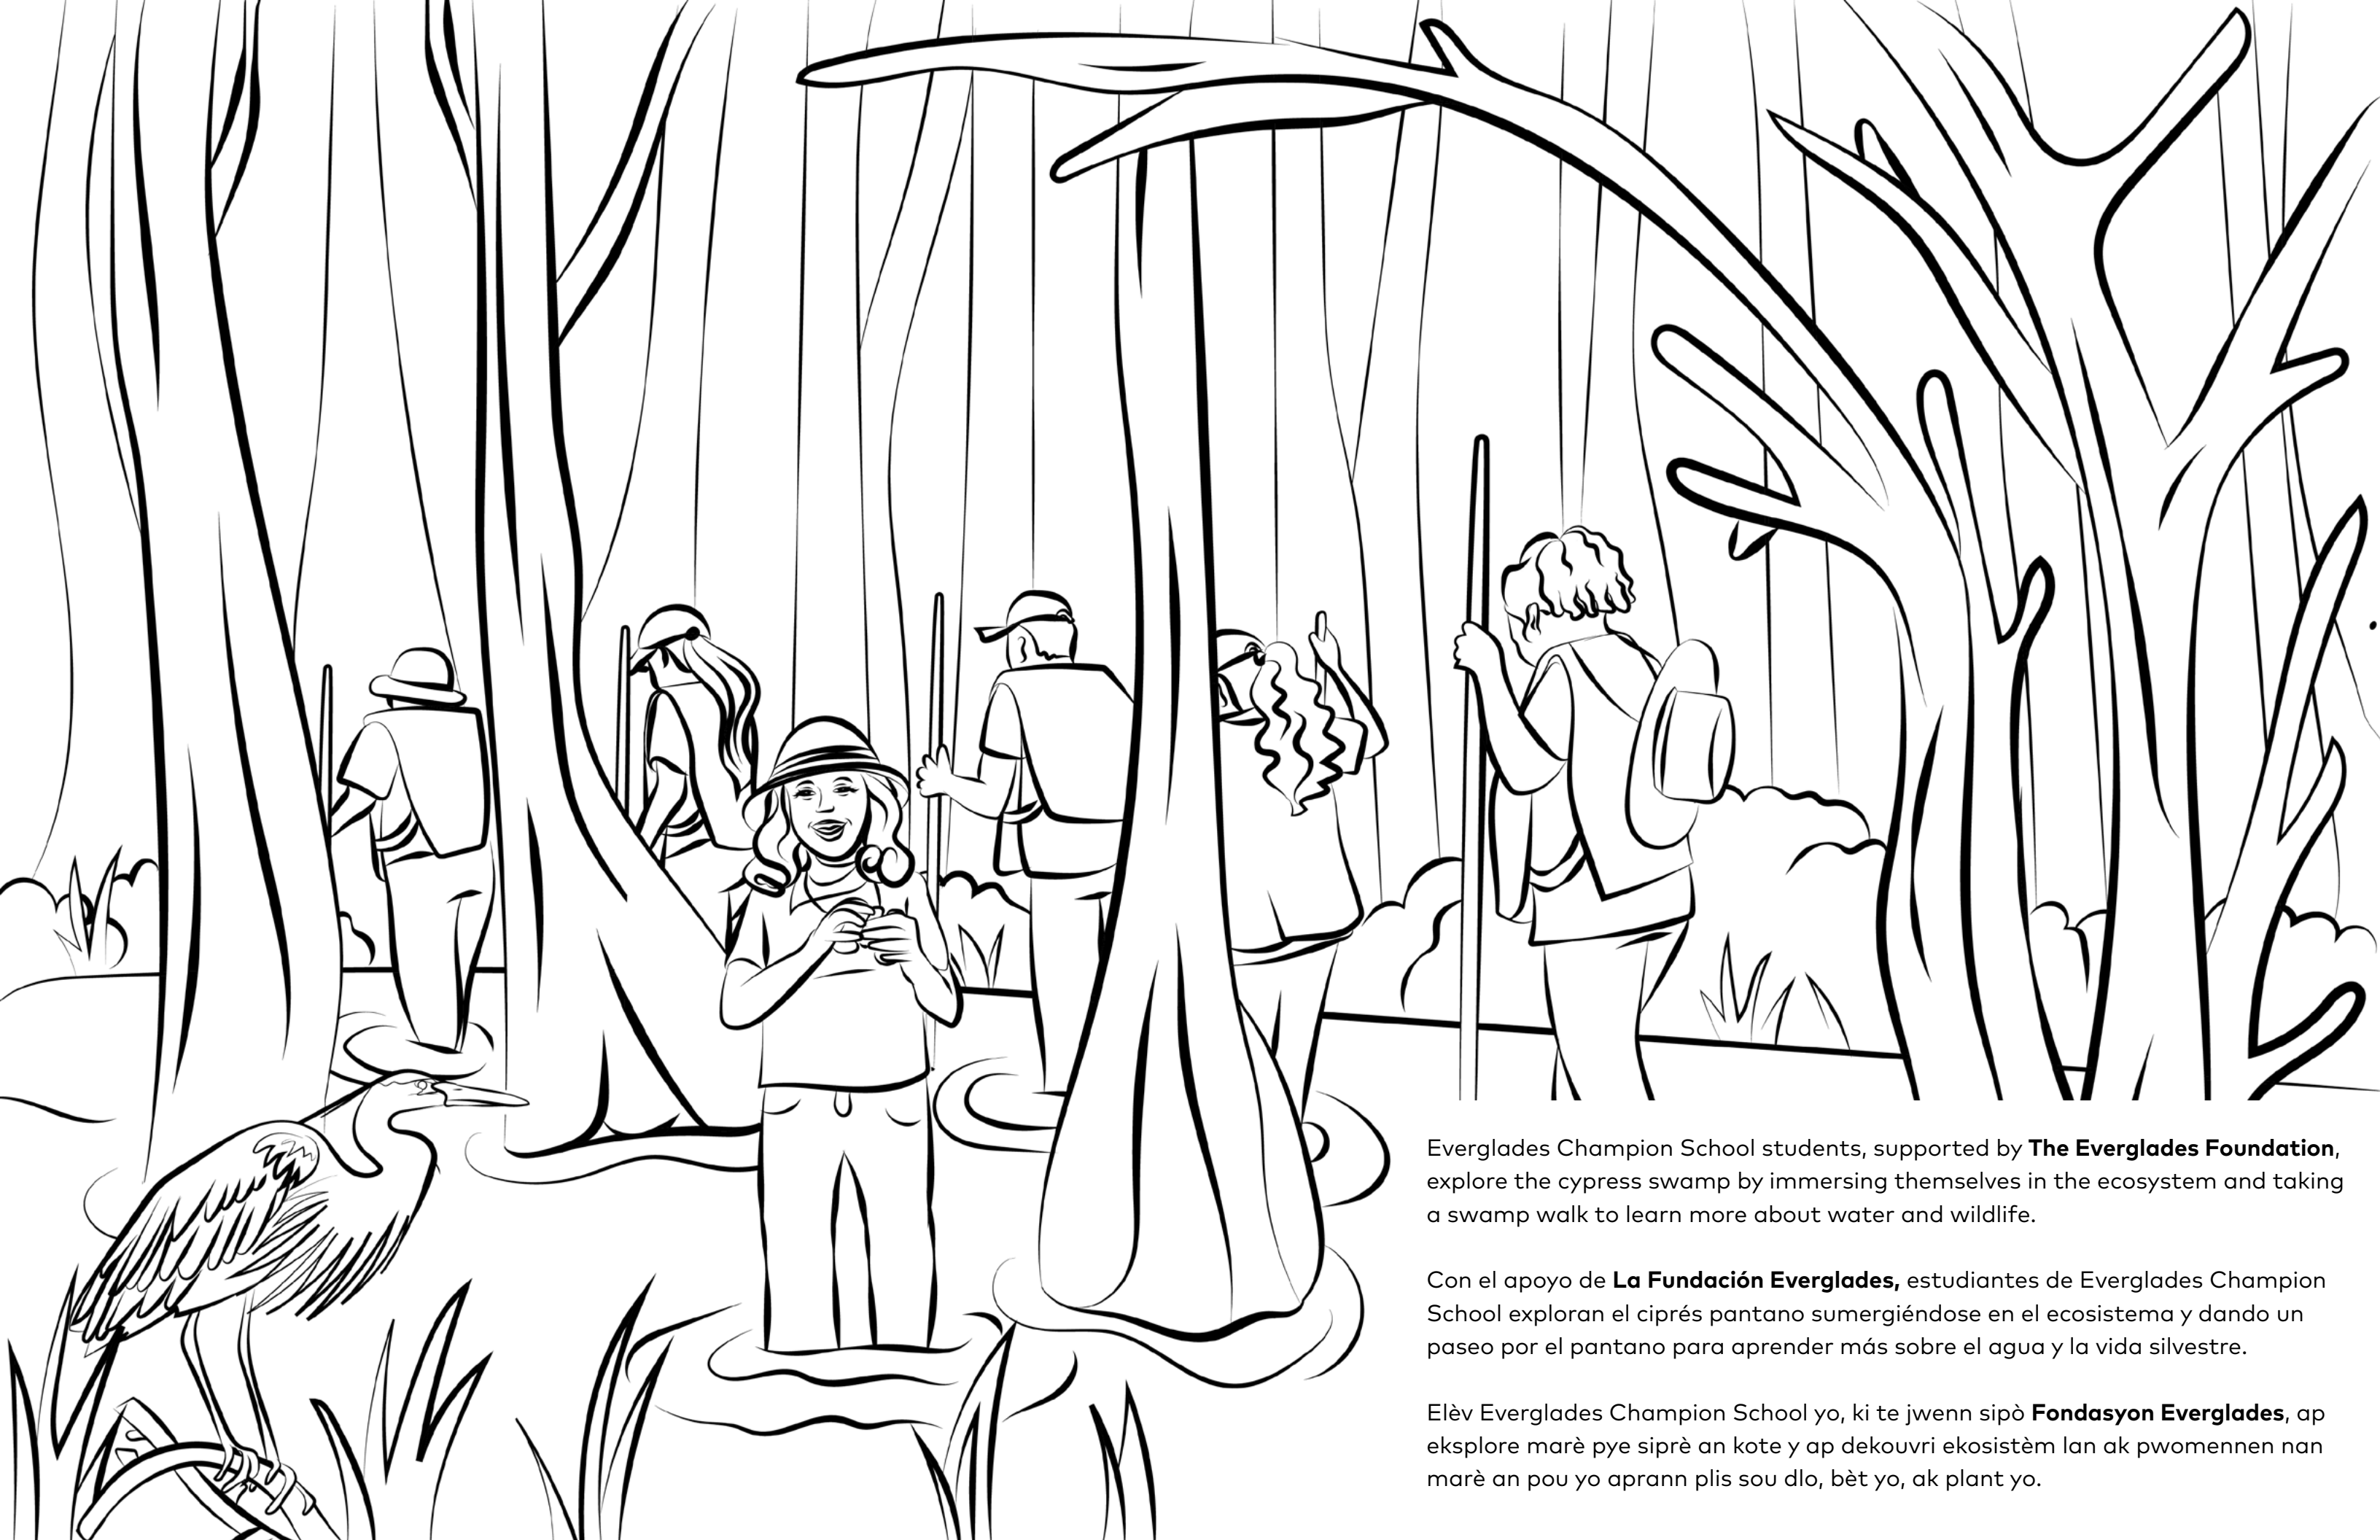 Everglades Champion School students, supported by The Everglades Foundation,
explore the cypress swamp by immersing themselves in the ecosystem and taking
a swamp walk to learn more about water and wildlife.
Con el apoyo de La Fundación Everglades, estudiantes de Everglades Champion
School exploran el ciprés pantano sumergiéndose en el ecosistema y dando un
paseo por el pantano para aprender más sobre el agua y la vida silvestre.
Elèv Everglades Champion School yo, ki te jwenn sipò Fondasyon Everglades, ap
eksplore marè pye siprè an kote y ap dekouvri ekosistèm lan ak pwomennen nan
marè an pou yo aprann plis sou dlo, bèt yo, ak plant yo.